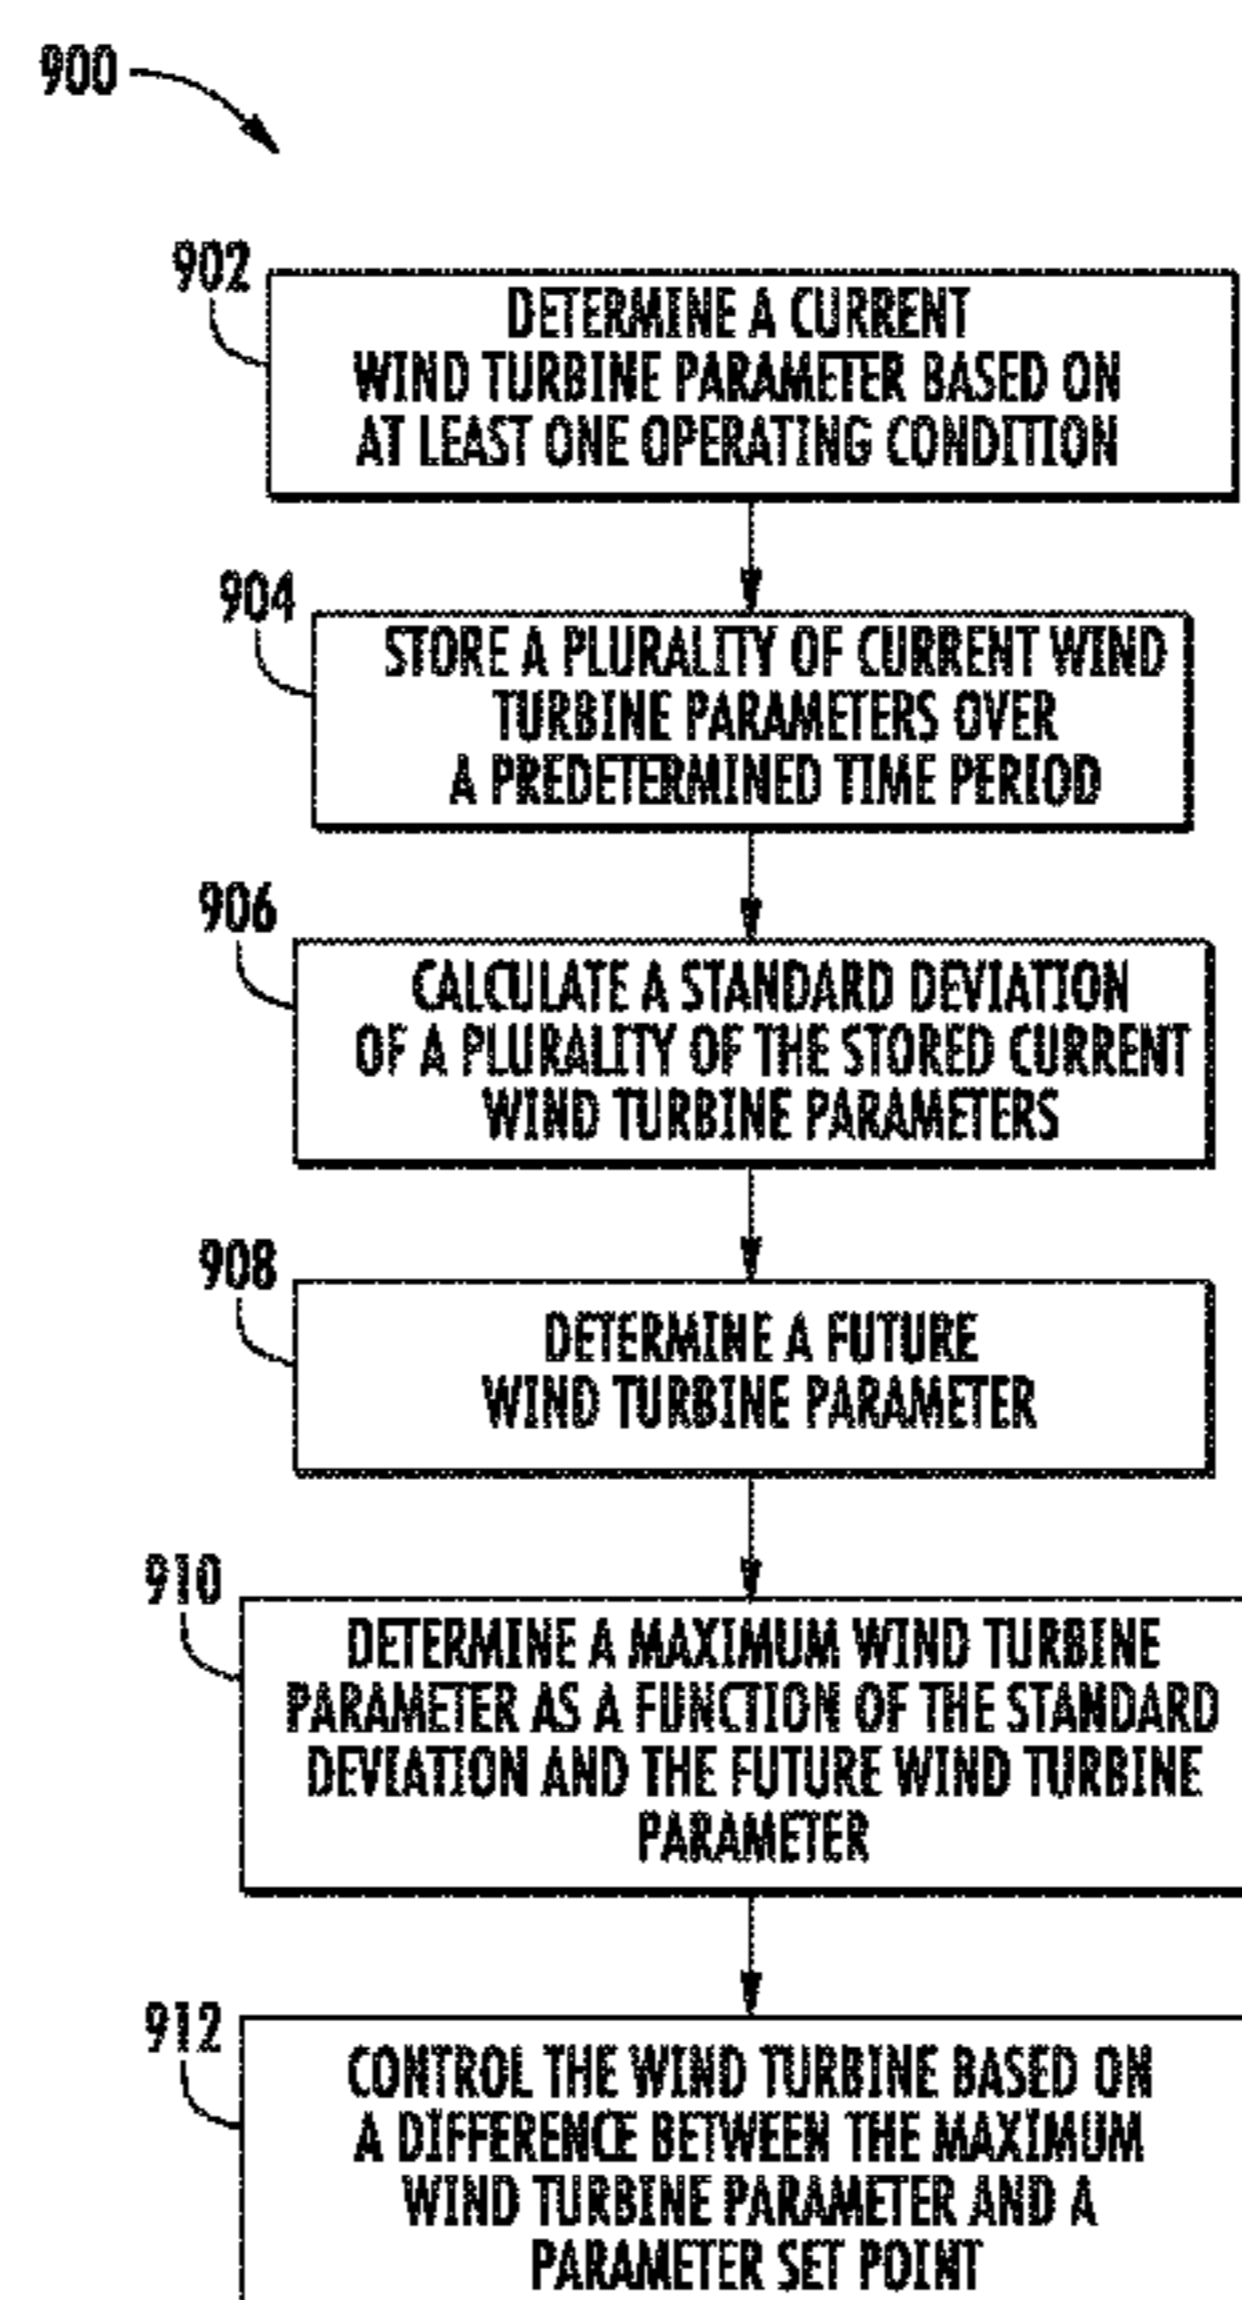 900
902
DETERMINE A CURRENT
WIND TURBINE PARAMETER BASED ON
AT LEAST ONE OPERATING CONDITION
904
STORE A PLURALITY OF CURRENT WIND
TURBINE PARAMETERS OVER
A PREDETERMINED TIME PERIOD
906
CALCULATE A STANDARD DEVIATION
OF A PLURALITY OF THE STORED CURRENT
WIND TURBINE PARAMETERS
908
DETERMINE A FUTURE
WIND TURBINE PARAMETER
910
DETERMINE A MAXIMUM WIND TURBINE
PARAMETER AS A FUNCTION OF THE STANDARD
DEVIATION AND THE FUTURE WIND TURBINE
PARAMETER
912
CONTROL THE WIND TURBINE BASED ON
A DIFFERENCE BETWEEN THE MAXIMUM
WIND TURBINE PARAMETER AND A
PARAMETER SET POINT